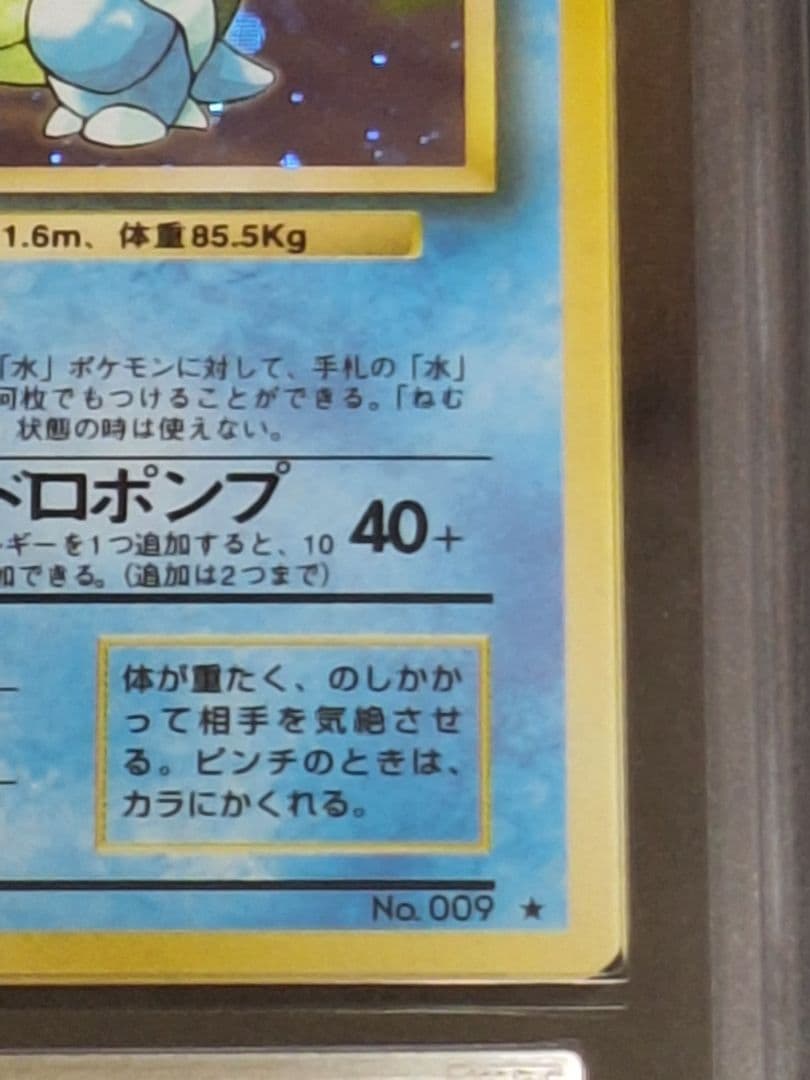 1.6m、体重85.5Kg
「水」ポケモンに対して、手札の「水」
何枚でもつけることができる。「ねむ
状態の時は使えない。
ドロポンプ 40+
ギーを1つ追加すると、10
加できる。（追加は2つまで）
体が重たく、のしかか
って相手を気絶させ
る。ピンチのときは、
カラにかくれる。
No. 009 ★